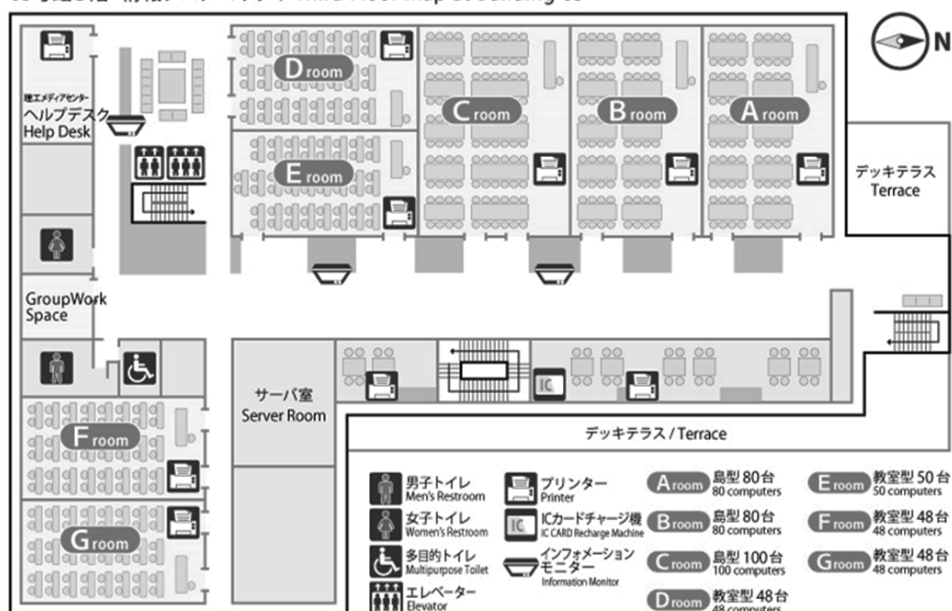 Third Floor Map at Building 63
N
理工メディアセンター
ヘルプデスク
Help Desk
D room
C room
B room
A room
E room
デッキテラス
Terrace
GroupWork
Space
サーバ室
Server Room
IC
F room
G room
デッキテラス / Terrace
男子トイレ
Men's Restroom
女子トイレ
Women's Restroom
多目的トイレ
Multipurpose Toilet
エレベーター
Elevator
プリンター
Printer
IC
ICカードチャージ機
IC CARD Recharge Machine
インフォメーション
モニター
Information Monitor
A room 島型 80台
80 computers
B room 島型 80台
80 computers
C room 島型 100台
100 computers
D room 教室型 48台
48 computers
E room 教室型 50台
50 computers
F room 教室型 48台
48 computers
G room 教室型 48台
48 computers